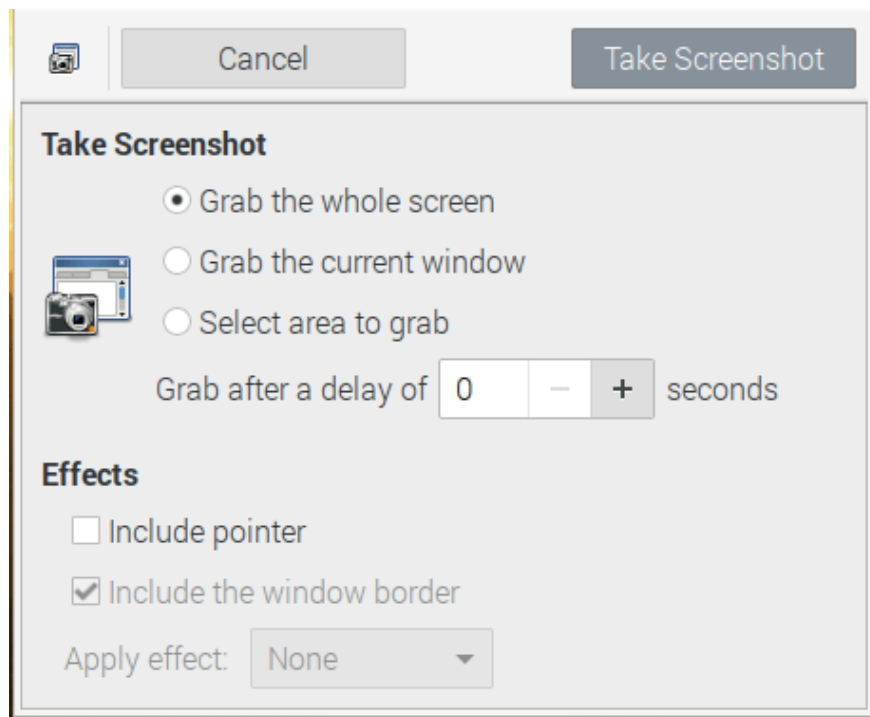 Cancel Take Screenshot
Take Screenshot
Grab the whole screen
Grab the current window
Select area to grab
Grab after a delay of 0 − + seconds
Effects
Include pointer
Include the window border
Apply effect: None